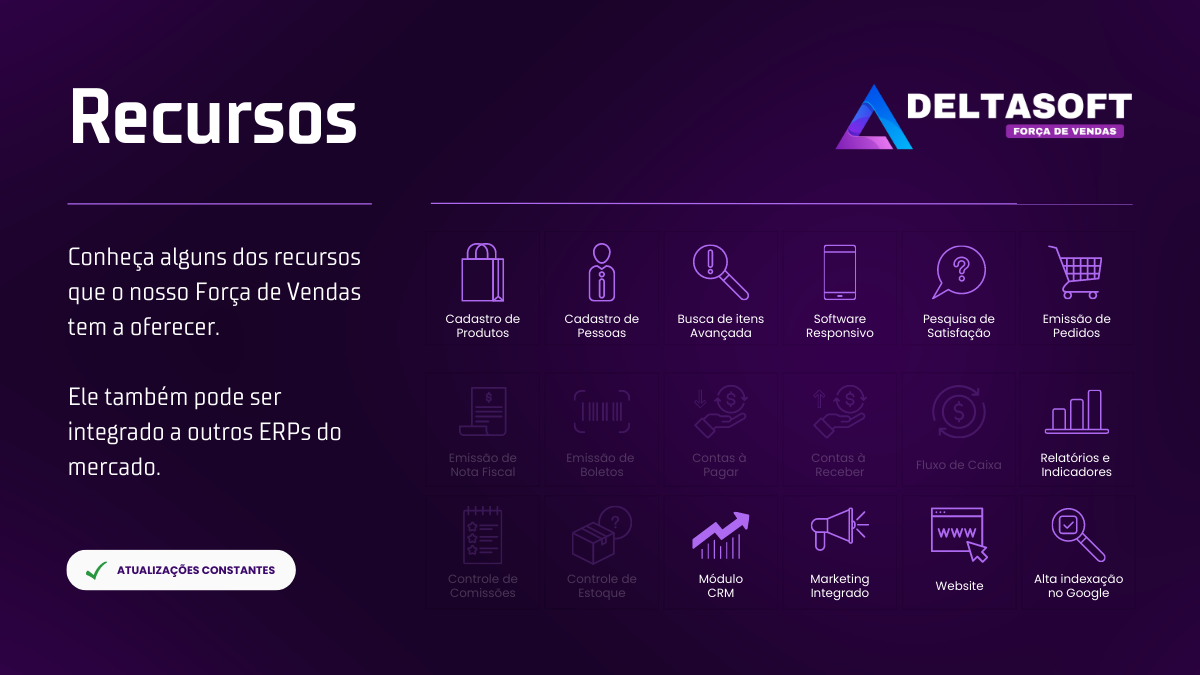 Recursos
DELTASOFT
FORÇA DE VENDAS
Conheça alguns dos recursos
que o nosso Força de Vendas
tem a oferecer.
Ele também pode ser
integrado a outros ERPs do
mercado.
ATUALIZAÇÕES CONSTANTES
Cadastro de
Produtos
Cadastro de
Pessoas
Busca de itens
Avançada
Software
Responsivo
Pesquisa de
Satisfação
Emissão de
Pedidos
Emissão de
Nota Fiscal
Emissão de
Boletos
Contas à
Pagar
Contas à
Receber
Fluxo de Caixa
Relatórios e
Indicadores
Controle de
Comissões
Controle de
Estoque
Módulo
CRM
Marketing
Integrado
WWW
Website
Alta indexação
no Google